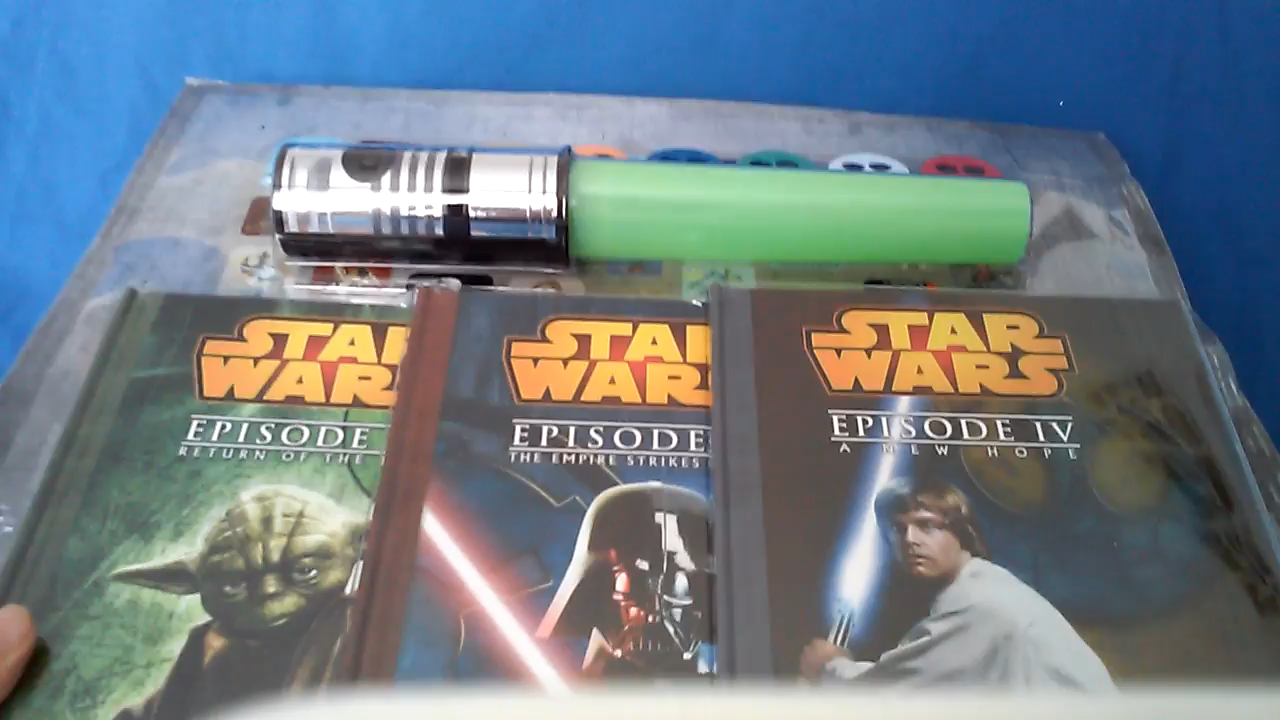 STAR
WARS
EPISODE
RETURN OF THE
STAR
WARS
EPISODE
THE EMPIRE STRIKES
STAR
WARS
EPISODE IV
A NEW HOPE